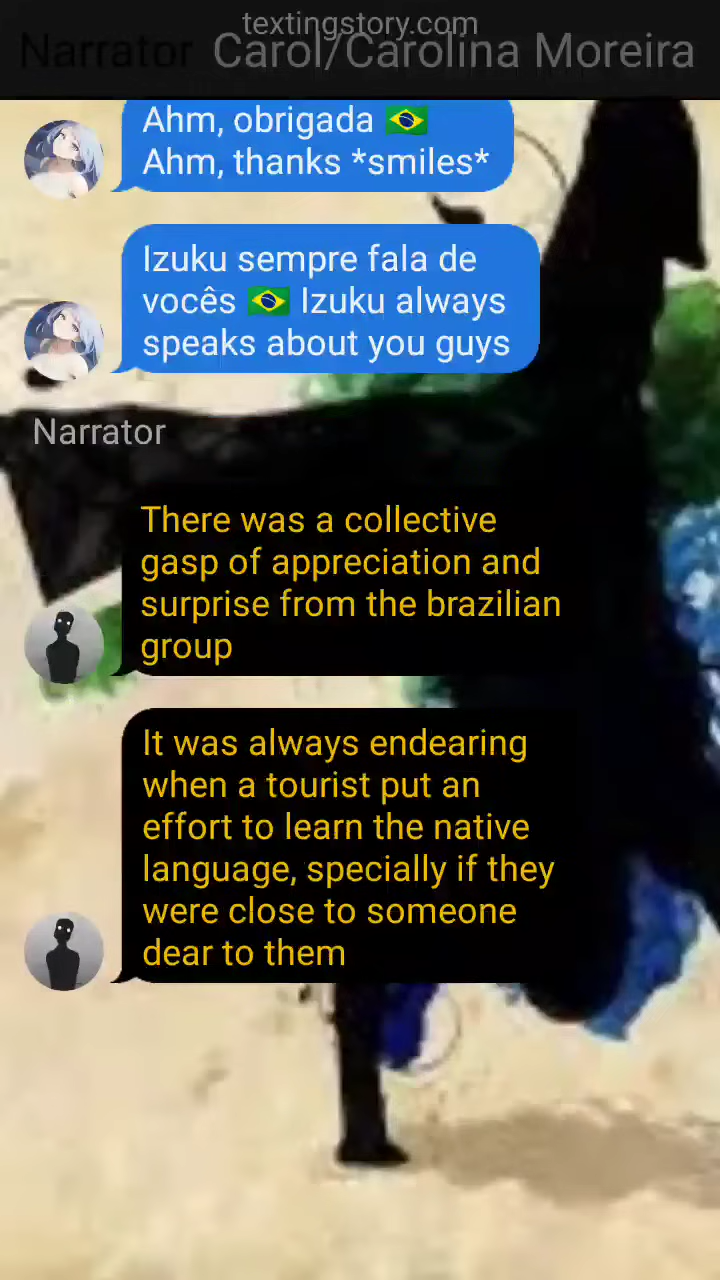 textingstory.com
Narrator Carol/Carolina Moreira
Ahm, obrigada 🇧🇷
Ahm, thanks *smiles*
Izuku sempre fala de
vocês 🇧🇷 Izuku always
speaks about you guys
Narrator
There was a collective
gasp of appreciation and
surprise from the brazilian
group
It was always endearing
when a tourist put an
effort to learn the native
language, specially if they
were close to someone
dear to them